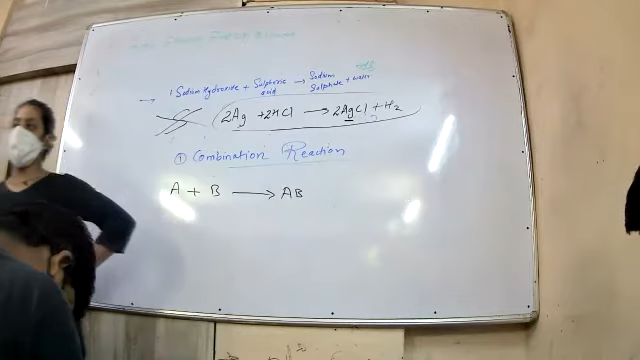 1 Sodium Hydroxide + Sulphuric acid → Sodium Sulphate + water
2Ag + 2HCl → 2AgCl + H2
① Combination Reaction
A + B → AB